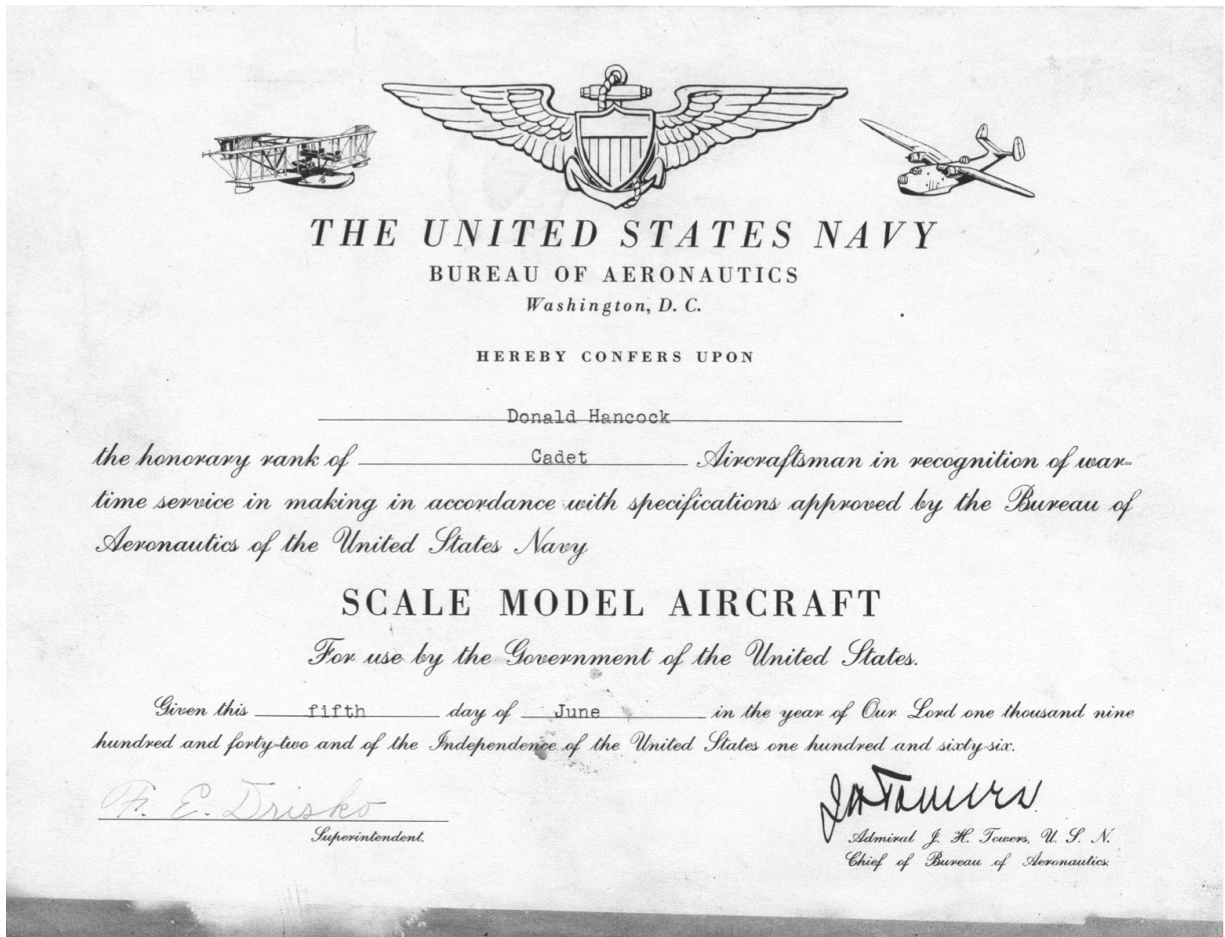 THE UNITED STATES NAVY
BUREAU OF AERONAUTICS
Washington, D. C.
HEREBY CONFERS UPON
Donald Hancock
the honorary rank of Cadet Aircraftsman in recognition of war-
time service in making in accordance with specifications approved by the Bureau of
Aeronautics of the United States Navy
SCALE MODEL AIRCRAFT
For use by the Government of the United States.
Given this fifth day of June in the year of Our Lord one thousand nine
hundred and forty-two and of the Independence of the United States one hundred and sixty-six.
F. E. Drisko
Superintendent.
J H Towers
Admiral J. H. Towers, U. S. N.
Chief of Bureau of Aeronautics.